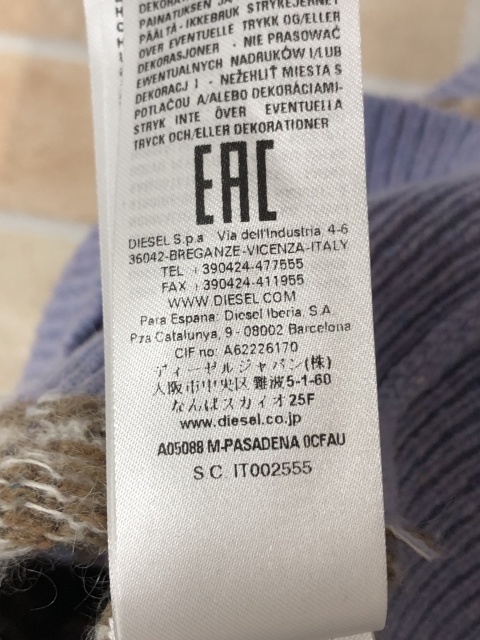 DEKORA
PAINATUKSEN JA
PÄÄLTÄ - IKKEBRUK STRYKEJERNET
OVER EVENTUELLE TRYKK OG/ELLER
DEKORASJONER - NIE PRASOWAĆ
EWENTUALNYCH NADRUKÓW I/LUB
DEKORACJI - NEŽEHLIT MIESTA S
POTLAČOU A/ALEBO DEKORÁCIAMI-
STRYK INTE ÖVER EVENTUELLA
TRYCK OCH/ELLER DEKORATIONER
EAC
DIESEL S.p.a Via dell'Industria 4-6
36042-BREGANZE-VICENZA-ITALY
TEL +390424-477555
FAX +390424-411955
WWW.DIESEL.COM
Para Espana: Diesel Iberia, S.A.
Pza Catalunya, 9 - 08002 Barcelona
CIF no: A62226170
ディーゼルジャパン(株)
大阪市中央区難波5-1-60
なんばスカイオ25F
www.diesel.co.jp
A05088 M-PASADENA 0CFAU
S.C. IT002555